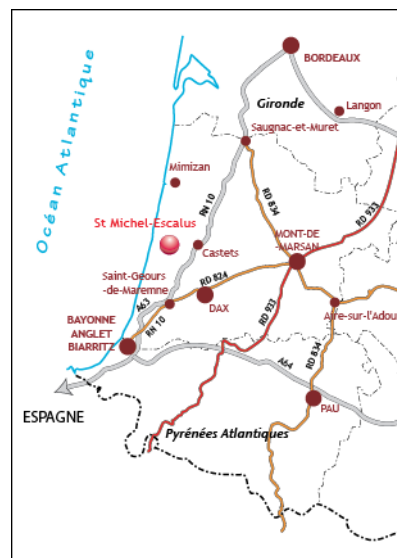 BORDEAUX
Océan Atlantique
Gironde
Langon
Saugnac-et-Muret
Mimizan
RN 10
RD 834
RD 933
St Michel-Escalus
MONT-DE
-MARSAN
Castets
Saint-Geours
-de-Maremne
RD 824
A63
DAX
RD 933
Aire-sur-l'Adou
BAYONNE
ANGLET
BIARRITZ
RN 10
RD 834
A64
ESPAGNE
PAU
Pyrénées Atlantiques